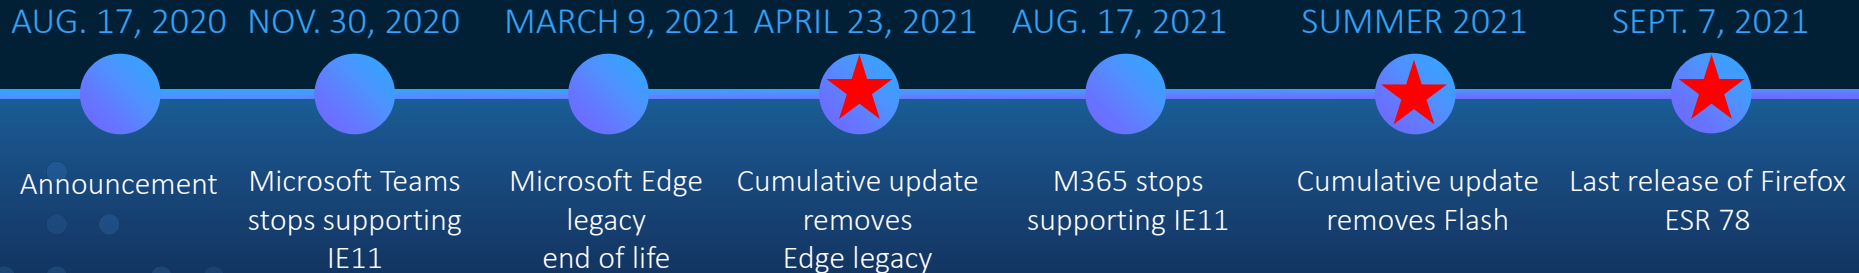 AUG. 17, 2020
NOV. 30, 2020
MARCH 9, 2021
APRIL 23, 2021
AUG. 17, 2021
SUMMER 2021
SEPT. 7, 2021
Announcement
Microsoft Teams
stops supporting
IE11
Microsoft Edge
legacy
end of life
Cumulative update
removes
Edge legacy
M365 stops
supporting IE11
Cumulative update
removes Flash
Last release of Firefox
ESR 78